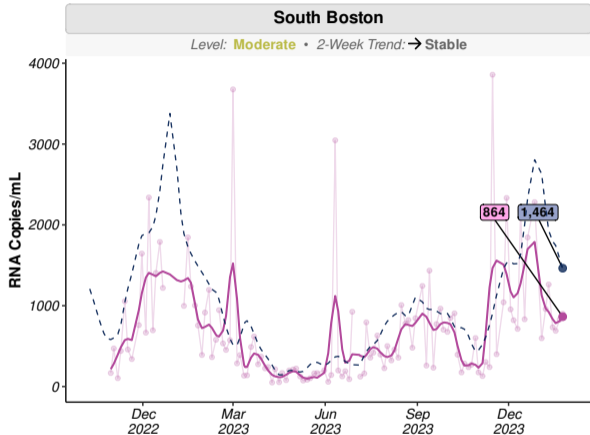 South Boston
Level: Moderate • 2-Week Trend: → Stable
RNA Copies/mL
4000
3000
2000
1000
0
864
1,464
Dec
2022
Mar
2023
Jun
2023
Sep
2023
Dec
2023